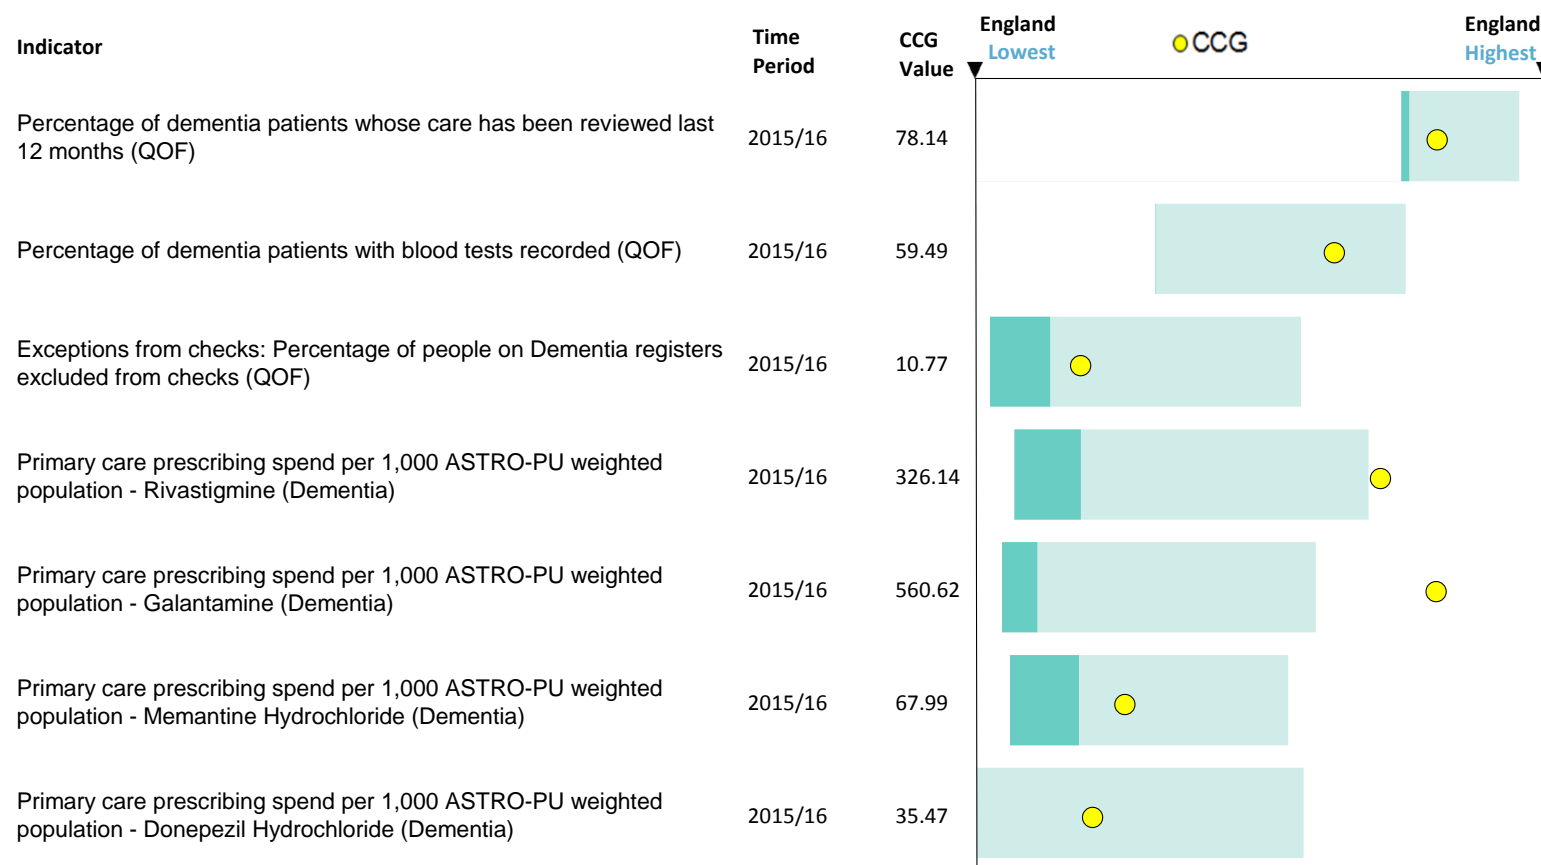 Indicator
Time
Period
CCG
Value
England
Lowest
CCG
England
Highest
Percentage of dementia patients whose care has been reviewed last
12 months (QOF)
2015/16
78.14
Percentage of dementia patients with blood tests recorded (QOF)
2015/16
59.49
Exceptions from checks: Percentage of people on Dementia registers
excluded from checks (QOF)
2015/16
10.77
Primary care prescribing spend per 1,000 ASTRO-PU weighted
population - Rivastigmine (Dementia)
2015/16
326.14
Primary care prescribing spend per 1,000 ASTRO-PU weighted
population - Galantamine (Dementia)
2015/16
560.62
Primary care prescribing spend per 1,000 ASTRO-PU weighted
population - Memantine Hydrochloride (Dementia)
2015/16
67.99
Primary care prescribing spend per 1,000 ASTRO-PU weighted
population - Donepezil Hydrochloride (Dementia)
2015/16
35.47